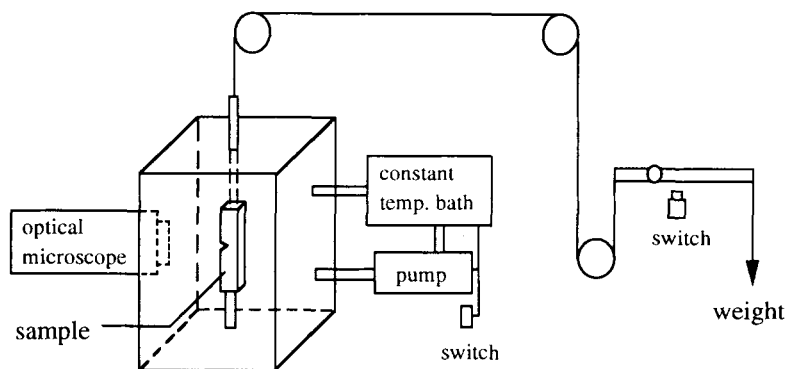 constant
temp. bath
optical
microscope
pump
switch
sample
switch
weight